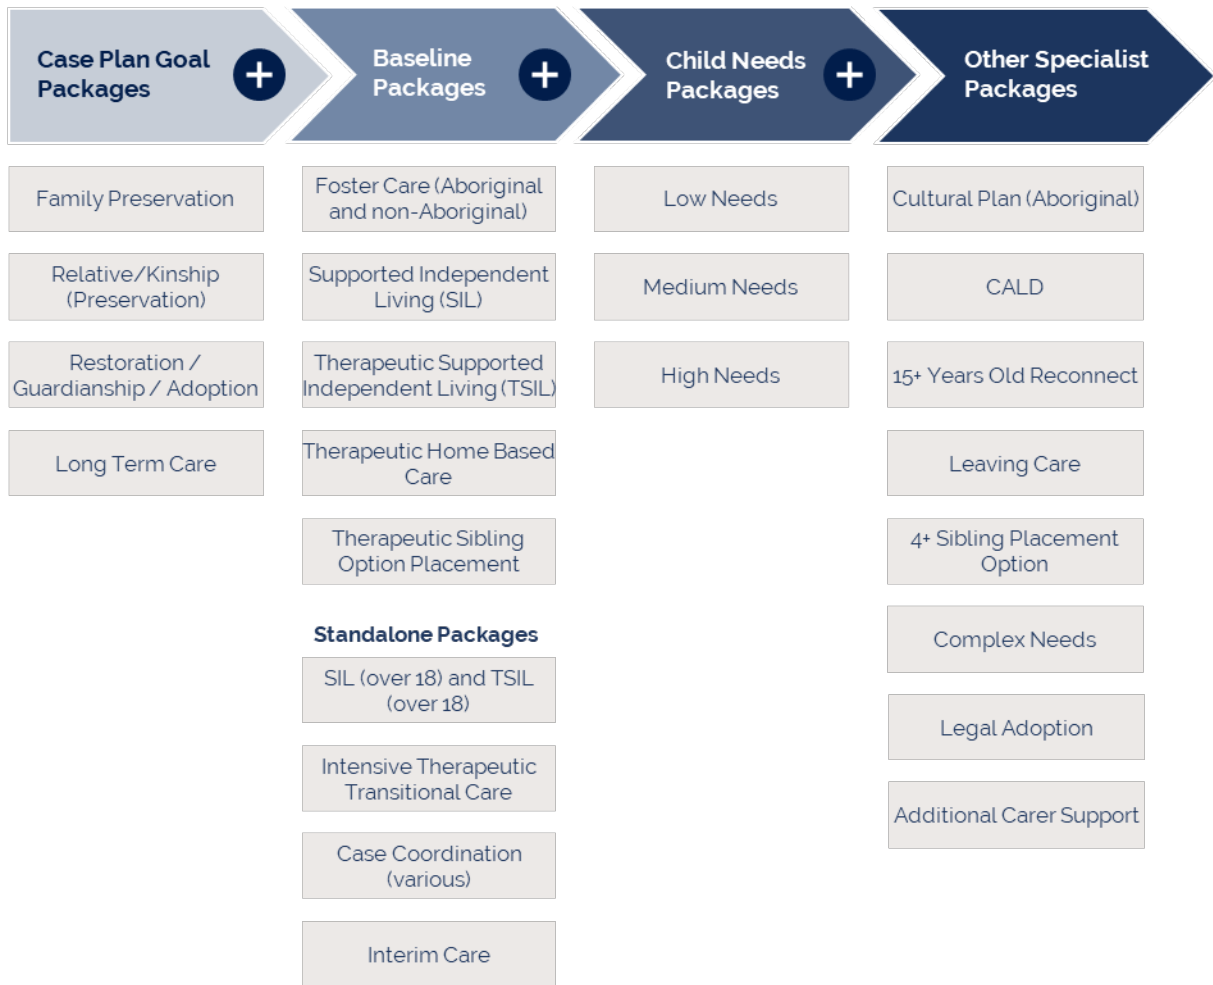 Case Plan Goal
Packages
+
Baseline
Packages
+
Child Needs
Packages
+
Other Specialist
Packages
Family Preservation
Relative/Kinship
(Preservation)
Restoration /
Guardianship / Adoption
Long Term Care
Foster Care (Aboriginal
and non-Aboriginal)
Supported Independent
Living (SIL)
Therapeutic Supported
Independent Living (TSIL)
Therapeutic Home Based
Care
Therapeutic Sibling
Option Placement
Standalone Packages
SIL (over 18) and TSIL
(over 18)
Intensive Therapeutic
Transitional Care
Case Coordination
(various)
Interim Care
Low Needs
Medium Needs
High Needs
Cultural Plan (Aboriginal)
CALD
15+ Years Old Reconnect
Leaving Care
4+ Sibling Placement
Option
Complex Needs
Legal Adoption
Additional Carer Support